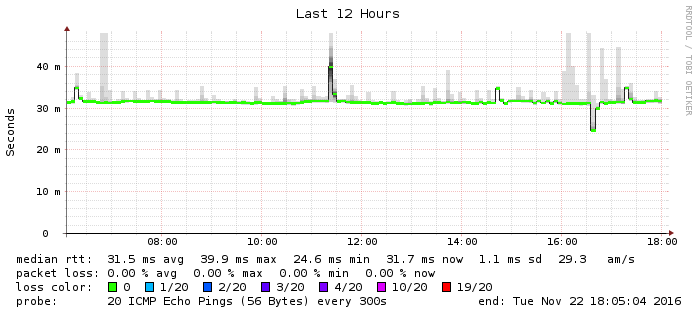 Last 12 Hours
RRDTOOL / TOBI OETIKER
Seconds
40 m
30 m
20 m
10 m
0
08:00 10:00 12:00 14:00 16:00 18:00
median rtt: 31.5 ms avg 39.9 ms max 24.6 ms min 31.7 ms now 1.1 ms sd 29.3 am/s
packet loss: 0.00 % avg 0.00 % max 0.00 % min 0.00 % now
loss color: 0 1/20 2/20 3/20 4/20 10/20 19/20
probe: 20 ICMP Echo Pings (56 Bytes) every 300s end: Tue Nov 22 18:05:04 2016